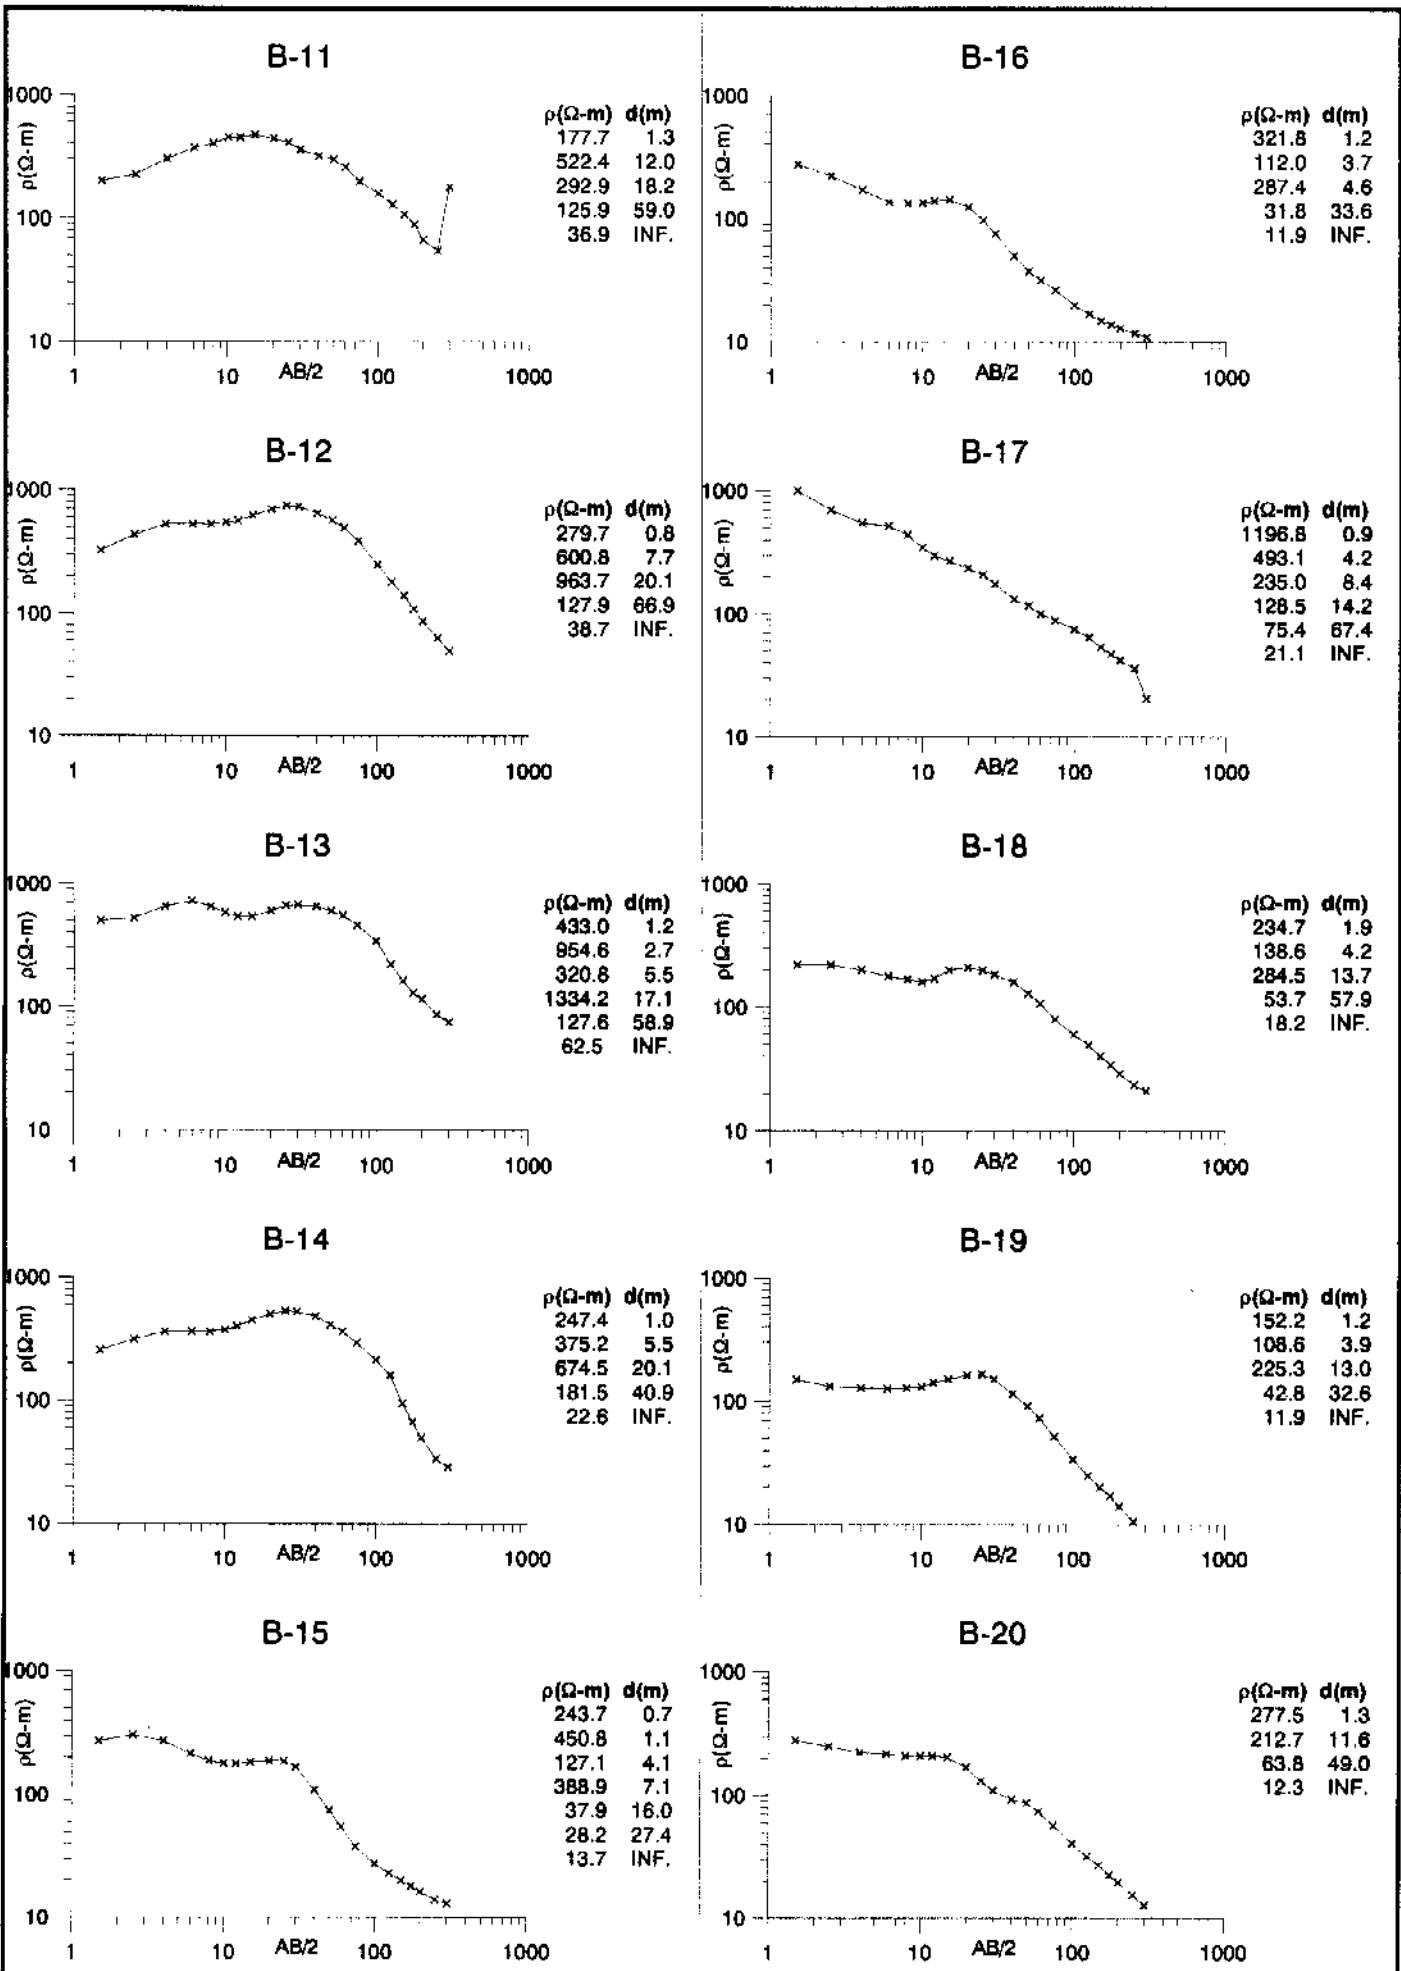 B-11
1000
100
10
ρ(Ω-m)
1 10 AB/2 100 1000
ρ(Ω-m) d(m)
177.7 1.3
522.4 12.0
292.9 18.2
125.9 59.0
36.9 INF.
B-12
1000
100
10
ρ(Ω-m)
1 10 AB/2 100 1000
ρ(Ω-m) d(m)
279.7 0.8
600.8 7.7
963.7 20.1
127.9 66.9
38.7 INF.
B-13
1000
100
10
ρ(Ω-m)
1 10 AB/2 100 1000
ρ(Ω-m) d(m)
433.0 1.2
954.6 2.7
320.8 5.5
1334.2 17.1
127.6 58.9
62.5 INF.
B-14
1000
100
10
ρ(Ω-m)
1 10 AB/2 100 1000
ρ(Ω-m) d(m)
247.4 1.0
375.2 5.5
674.5 20.1
181.5 40.9
22.6 INF.
B-15
1000
100
10
ρ(Ω-m)
1 10 AB/2 100 1000
ρ(Ω-m) d(m)
243.7 0.7
450.8 1.1
127.1 4.1
388.9 7.1
37.9 16.0
28.2 27.4
13.7 INF.
B-16
1000
100
10
ρ(Ω-m)
1 10 AB/2 100 1000
ρ(Ω-m) d(m)
321.8 1.2
112.0 3.7
287.4 4.6
31.8 33.6
11.9 INF.
B-17
1000
100
10
ρ(Ω-m)
1 10 AB/2 100 1000
ρ(Ω-m) d(m)
1196.8 0.9
493.1 4.2
235.0 8.4
128.5 14.2
75.4 67.4
21.1 INF.
B-18
1000
100
10
ρ(Ω-m)
1 10 AB/2 100 1000
ρ(Ω-m) d(m)
234.7 1.9
138.6 4.2
284.5 13.7
53.7 57.9
18.2 INF.
B-19
1000
100
10
ρ(Ω-m)
1 10 AB/2 100 1000
ρ(Ω-m) d(m)
152.2 1.2
108.6 3.9
225.3 13.0
42.8 32.6
11.9 INF.
B-20
1000
100
10
ρ(Ω-m)
1 10 AB/2 100 1000
ρ(Ω-m) d(m)
277.5 1.3
212.7 11.6
63.8 49.0
12.3 INF.